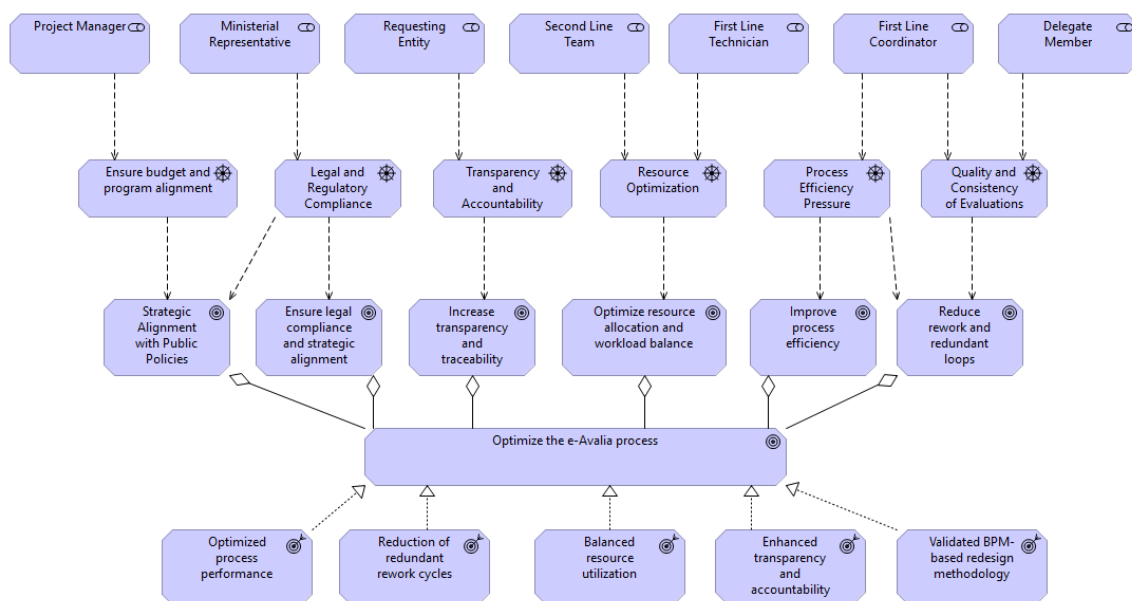 Project Manager
Ministerial
Representative
Requesting
Entity
Second Line
Team
First Line
Technician
First Line
Coordinator
Delegate
Member
Ensure budget and
program alignment
Legal and
Regulatory
Compliance
Transparency
and
Accountability
Resource
Optimization
Process
Efficiency
Pressure
Quality and
Consistency
of Evaluations
Strategic
Alignment
with Public
Policies
Ensure legal
compliance
and strategic
alignment
Increase
transparency
and
traceability
Optimize resource
allocation and
workload balance
Improve
process
efficiency
Reduce
rework and
redundant
loops
Optimize the e-Avalia process
Optimized
process
performance
Reduction of
redundant
rework cycles
Balanced
resource
utilization
Enhanced
transparency
and
accountability
Validated BPM-
based redesign
methodology